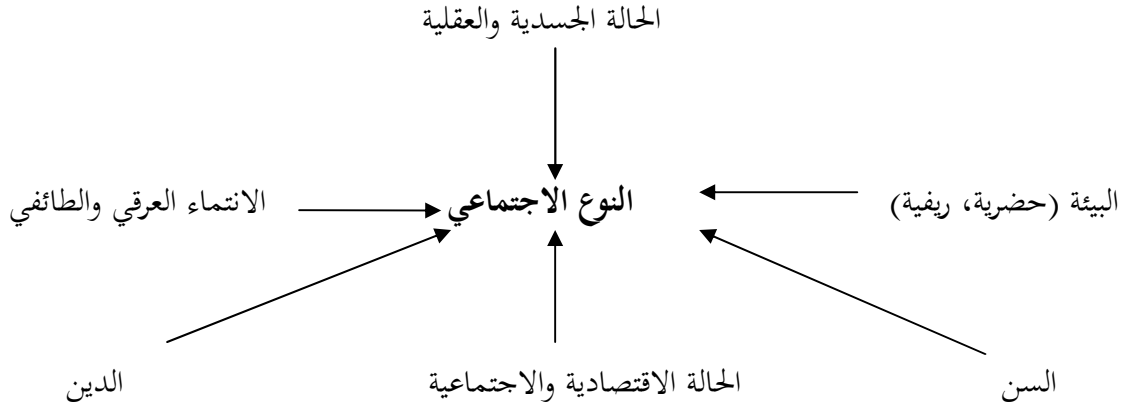 الحالة الجسدية والعقلية
البيئة (حضرية، ريفية)
النوع الاجتماعي
الانتماء العرقي والطائفي
السن
الحالة الاقتصادية والاجتماعية
الدين